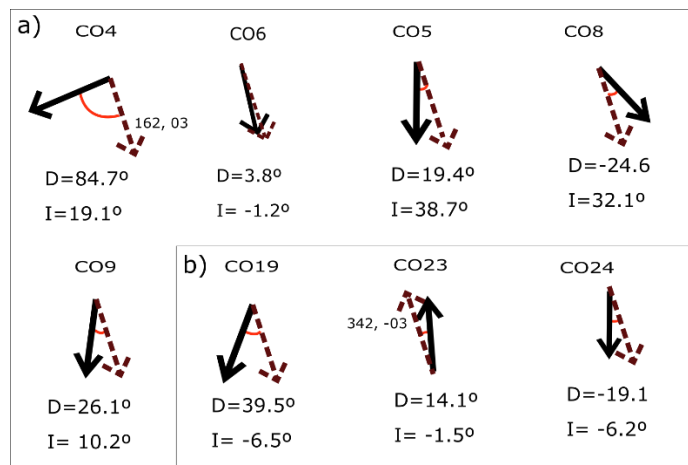 a)
CO4
162, 03
D=84.7º
I=19.1º
CO6
D=3.8º
I= -1.2º
CO5
D=19.4º
I=38.7º
CO8
D=-24.6
I=32.1º
CO9
D=26.1º
I= 10.2º
b)
CO19
D=39.5º
I= -6.5º
CO23
342, -03
D=14.1º
I= -1.5º
CO24
D=-19.1
I= -6.2º